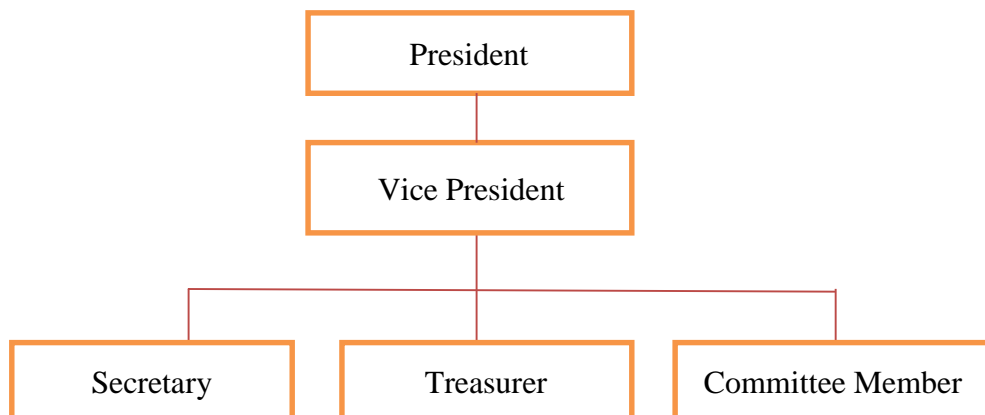 President
Vice President
Secretary
Treasurer
Committee Member